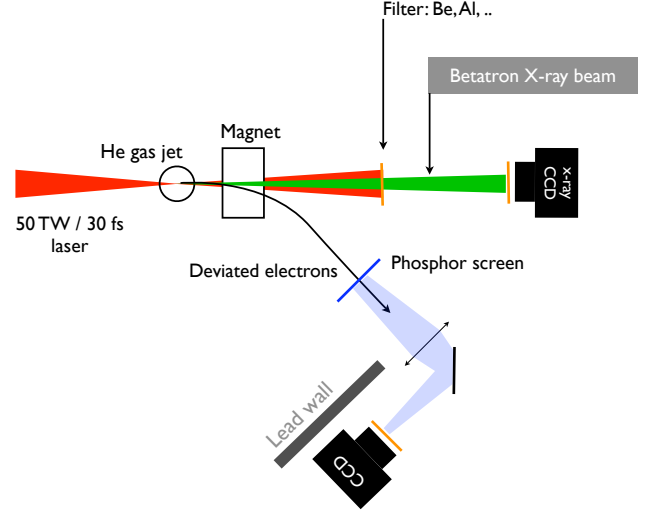 Filter: Be, Al, ..
Betatron X-ray beam
Magnet
He gas jet
x-ray
CCD
50 TW / 30 fs
laser
Deviated electrons
Phosphor screen
Lead wall
CCD